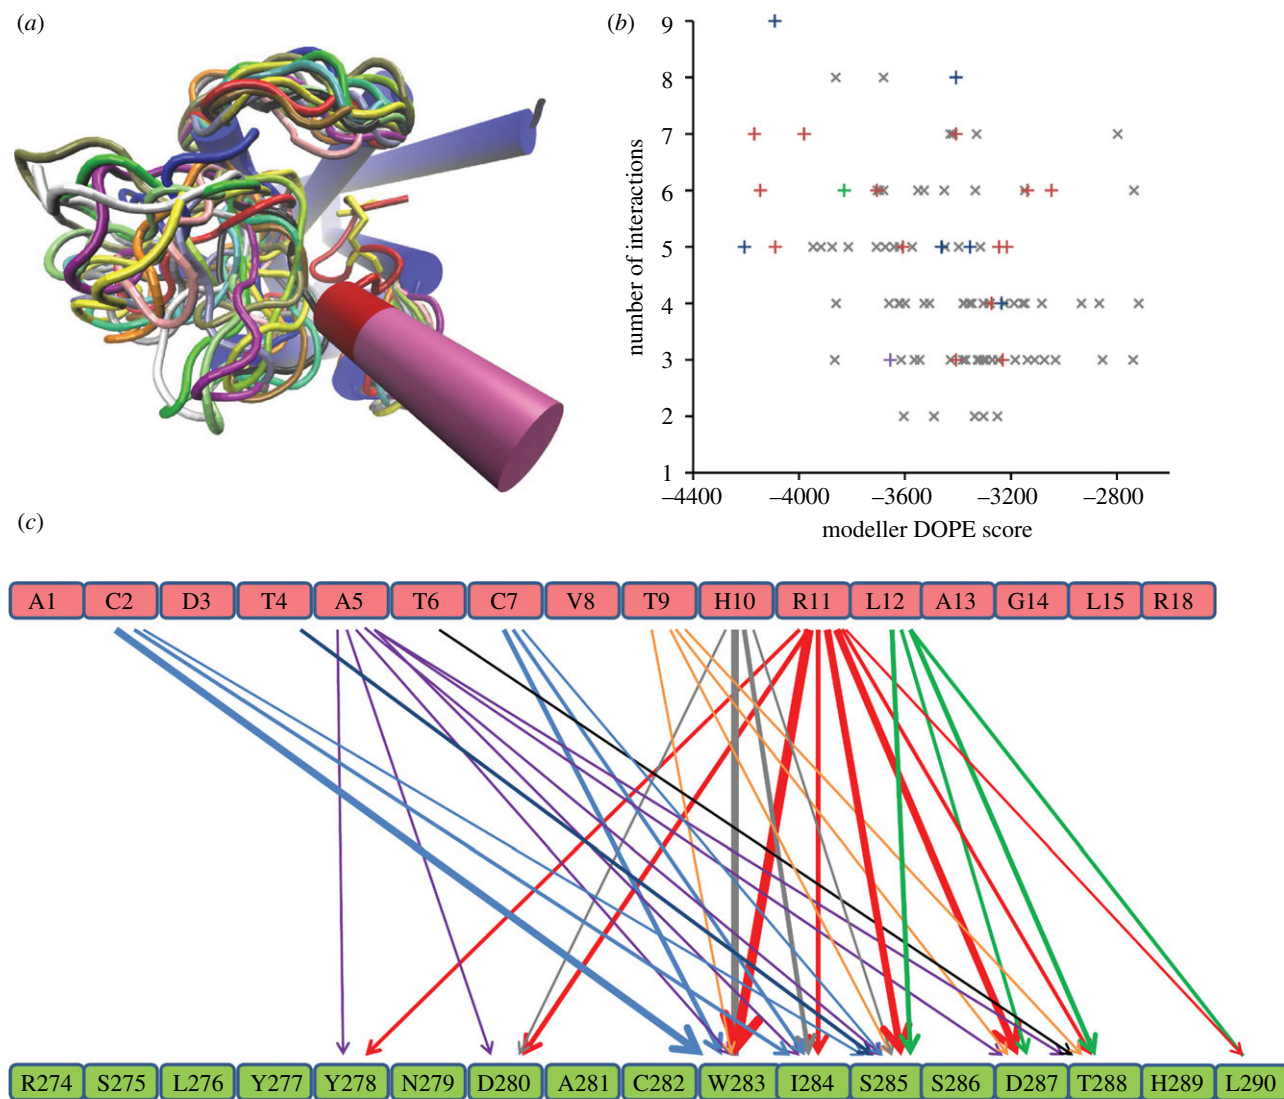 (a)
(b)
9
8
7
6
5
4
3
2
1
number of interactions
–4400 –4000 –3600 –3200 –2800
modeller DOPE score
(c)
A1 C2 D3 T4 A5 T6 C7 V8 T9 H10 R11 L12 A13 G14 L15 R18
R274 S275 L276 Y277 Y278 N279 D280 A281 C282 W283 I284 S285 S286 D287 T288 H289 L290